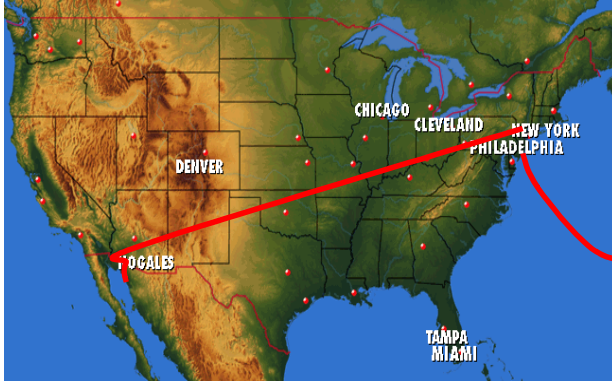 CHICAGO
CLEVELAND
NEW YORK
PHILADELPHIA
DENVER
NOGALES
TAMPA
MIAMI